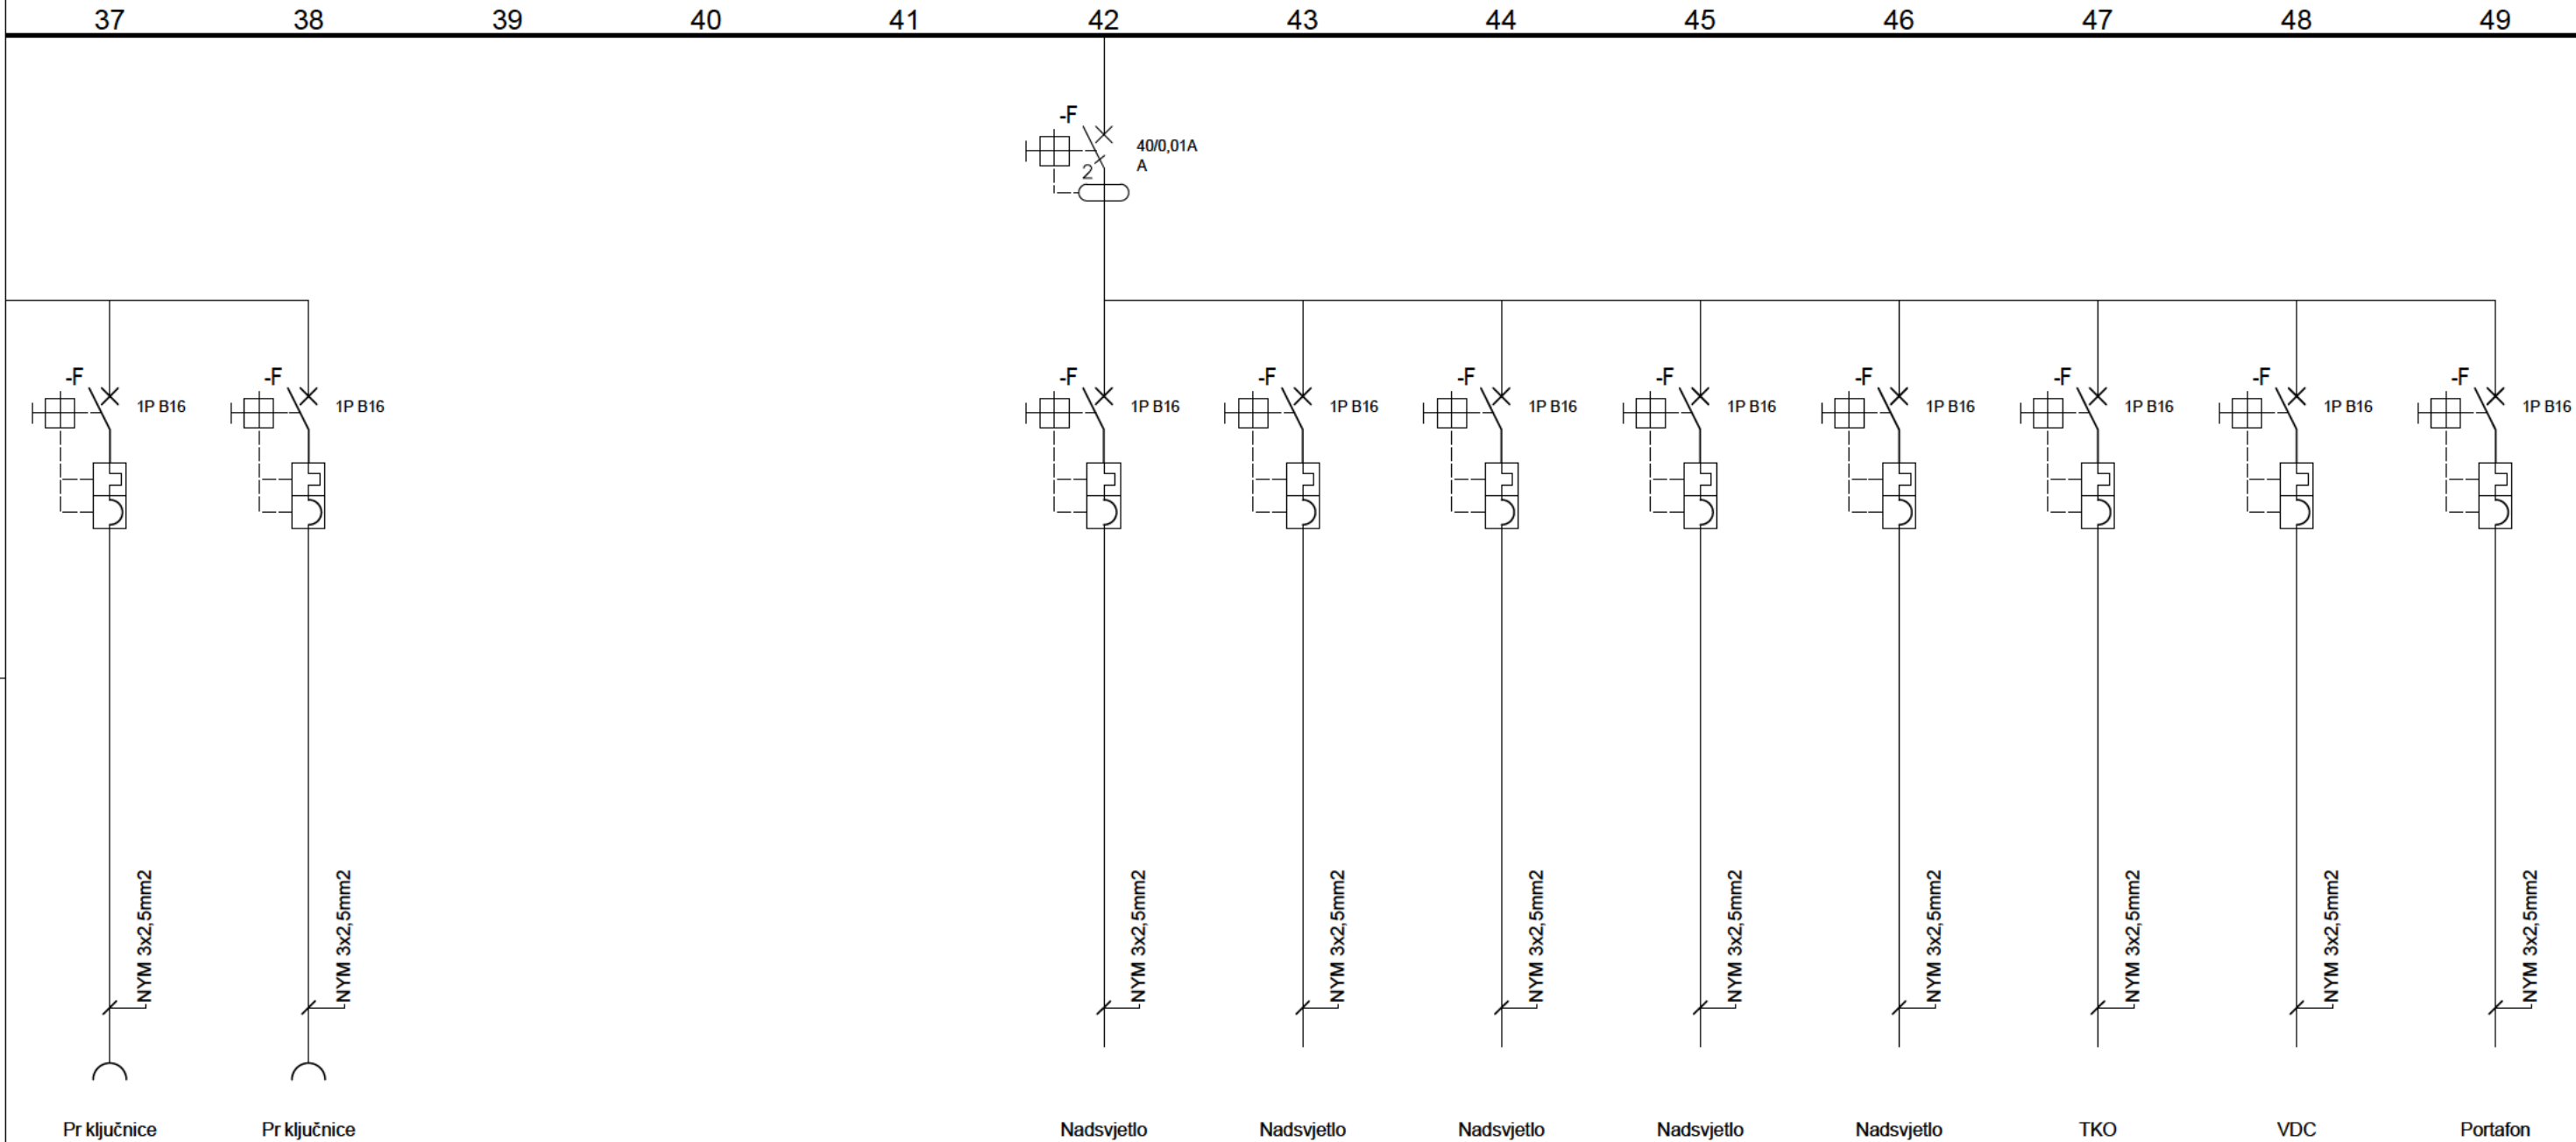 37 38 39 40 41 42 43 44 45 46 47 48 49
-F
40/0,01A
A
2
-F 1P B16 -F 1P B16 -F 1P B16 -F 1P B16 -F 1P B16 -F 1P B16 -F 1P B16 -F 1P B16 -F 1P B16 -F 1P B16
NYM 3x2,5mm2 NYM 3x2,5mm2 NYM 3x2,5mm2 NYM 3x2,5mm2 NYM 3x2,5mm2 NYM 3x2,5mm2 NYM 3x2,5mm2 NYM 3x2,5mm2 NYM 3x2,5mm2 NYM 3x2,5mm2
Pr ključnice Pr ključnice Nadsvjetlo Nadsvjetlo Nadsvjetlo Nadsvjetlo Nadsvjetlo TKO VDC Portafon